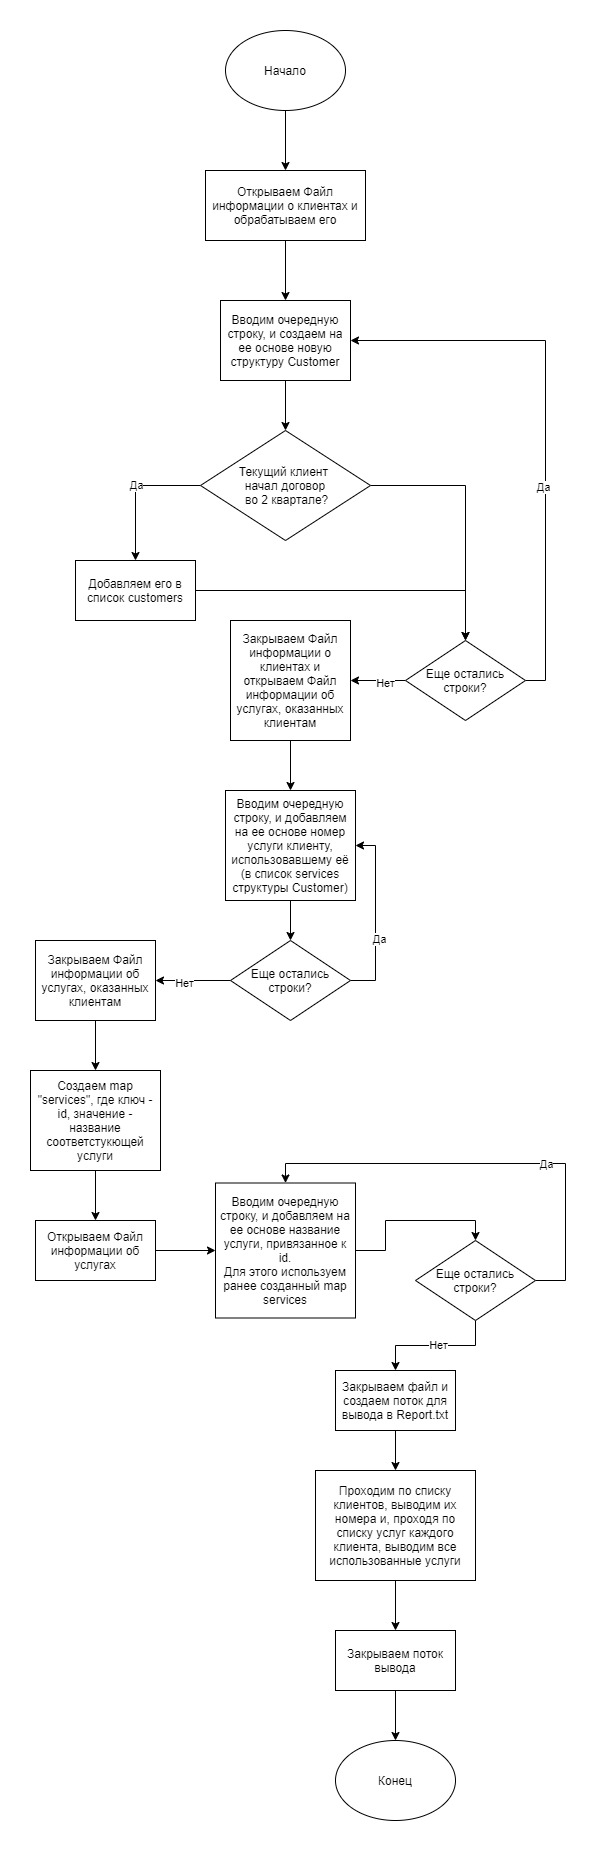 Начало
Открываем Файл
информации о клиентах и
обрабатываем его
Вводим очередную
строку, и создаем на
ее основе новую
структуру Customer
Текущий клиент
начал договор
во 2 квартале?
Да
Да
Добавляем его в
список customers
Закрываем Файл
информации о
клиентах и
открываем Файл
информации об
услугах, оказанных
клиентам
Нет
Еще остались
строки?
Вводим очередную
строку, и добавляем
на ее основе номер
услуги клиенту,
использовавшему её
(в список services
структуры Customer)
Да
Закрываем Файл
информации об
услугах, оказанных
клиентам
Нет
Еще остались
строки?
Создаем map
"services", где ключ -
id, значение -
название
соответстукющей
услуги
Да
Открываем Файл
информации об
услугах
Вводим очередную
строку, и добавляем на
ее основе название
услуги, привязанное к
id.
Для этого используем
ранее созданный map
services
Еще остались
строки?
Нет
Закрываем файл и
создаем поток для
вывода в Report.txt
Проходим по списку
клиентов, выводим их
номера и, проходя по
списку услуг каждого
клиента, выводим все
использованные услуги
Закрываем поток
вывода
Конец